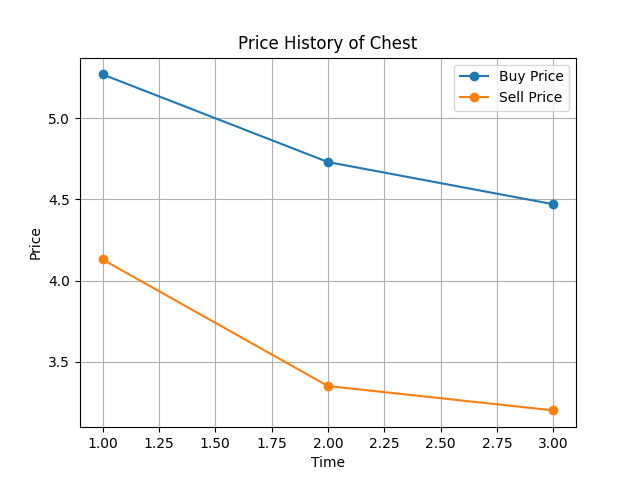 Price History of Chest
Buy Price
Sell Price
5.0
4.5
4.0
3.5
Price
1.00 1.25 1.50 1.75 2.00 2.25 2.50 2.75 3.00
Time